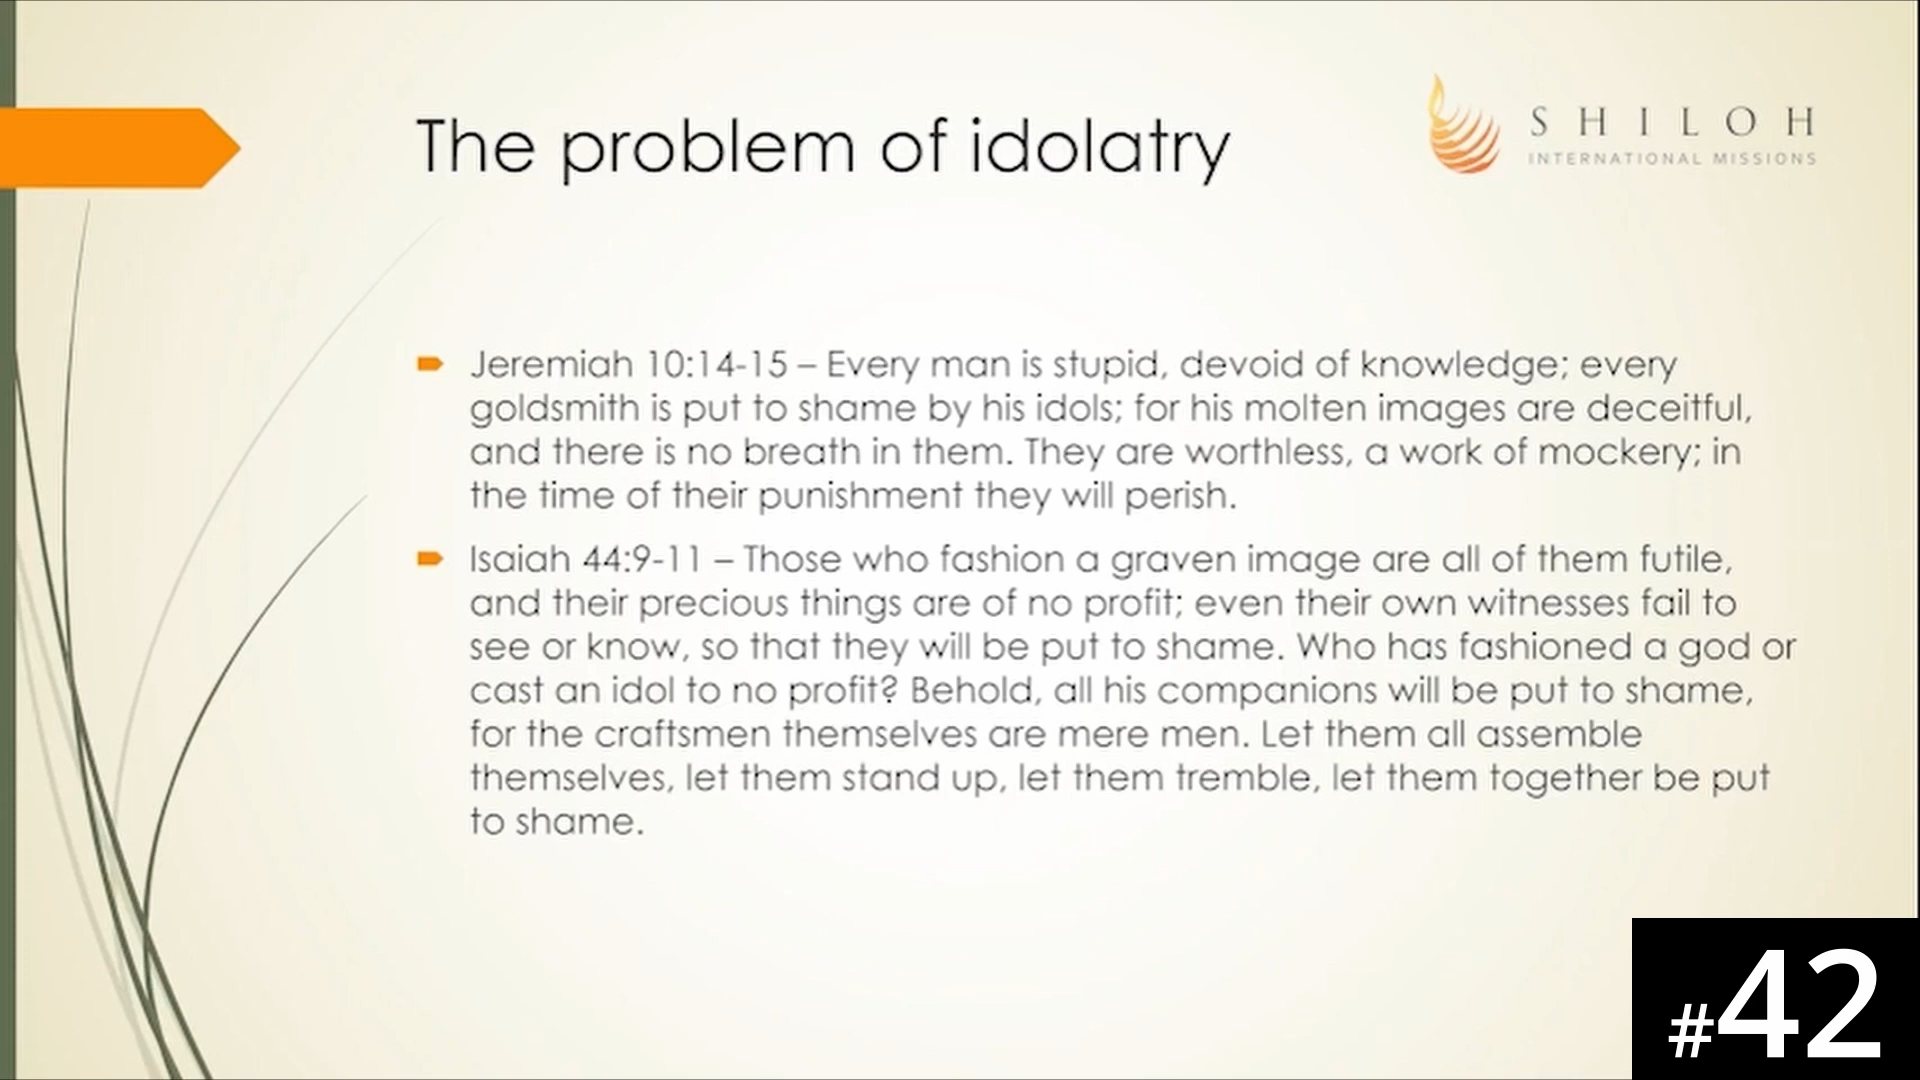 The problem of idolatry
SHILOH
INTERNATIONAL MISSIONS
Jeremiah 10:14-15 – Every man is stupid, devoid of knowledge; every
goldsmith is put to shame by his idols; for his molten images are deceitful,
and there is no breath in them. They are worthless, a work of mockery; in
the time of their punishment they will perish.
Isaiah 44:9-11 – Those who fashion a graven image are all of them futile,
and their precious things are of no profit; even their own witnesses fail to
see or know, so that they will be put to shame. Who has fashioned a god or
cast an idol to no profit? Behold, all his companions will be put to shame,
for the craftsmen themselves are mere men. Let them all assemble
themselves, let them stand up, let them tremble, let them together be put
to shame.
#42